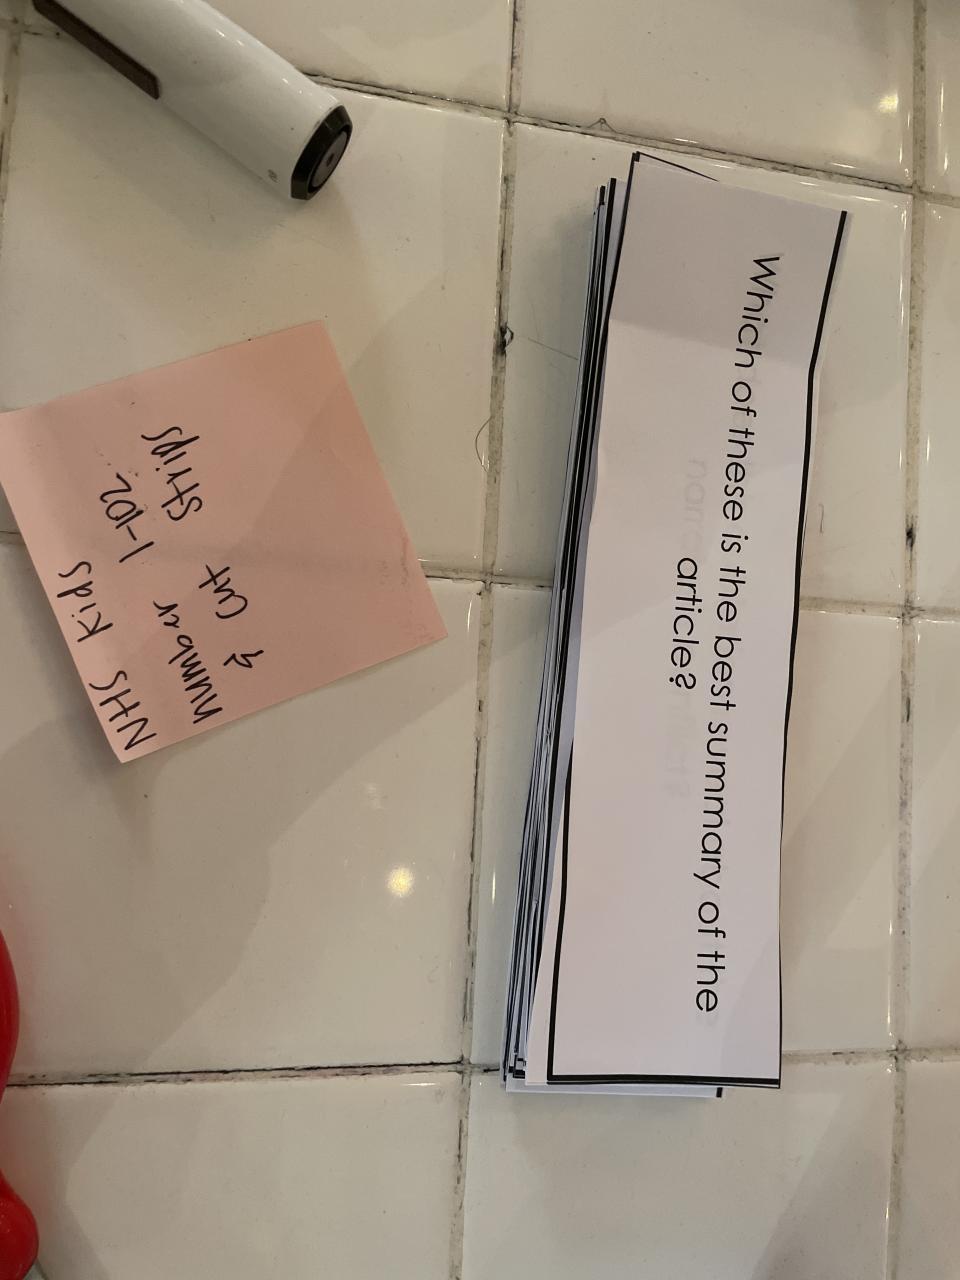 NHS Kids
number 1-102
& cut strips
Which of these is the best summary of the
article?